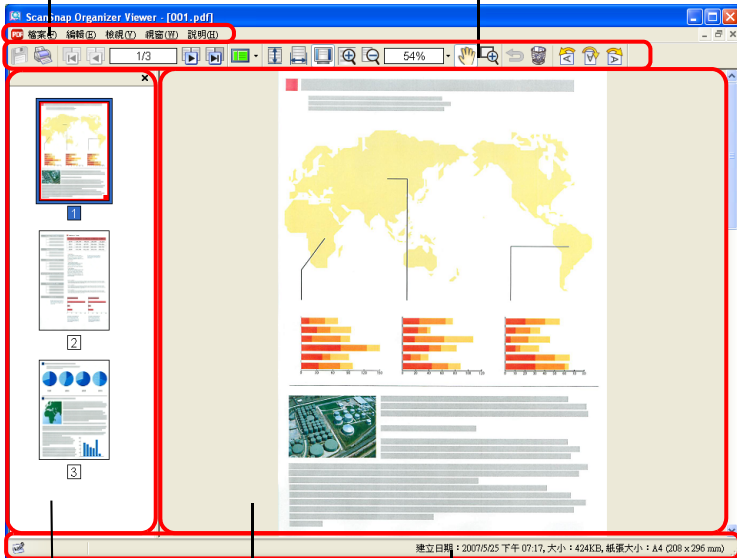 ScanSnap Organizer Viewer - [001.pdf]
檔案(F) 編輯(E) 檢視(V) 視窗(W) 說明(H)
1/3 54%
1
2
3
建立日期：2007/5/25 下午 07:17, 大小：424KB, 紙張大小：A4 (208 x 296 mm)